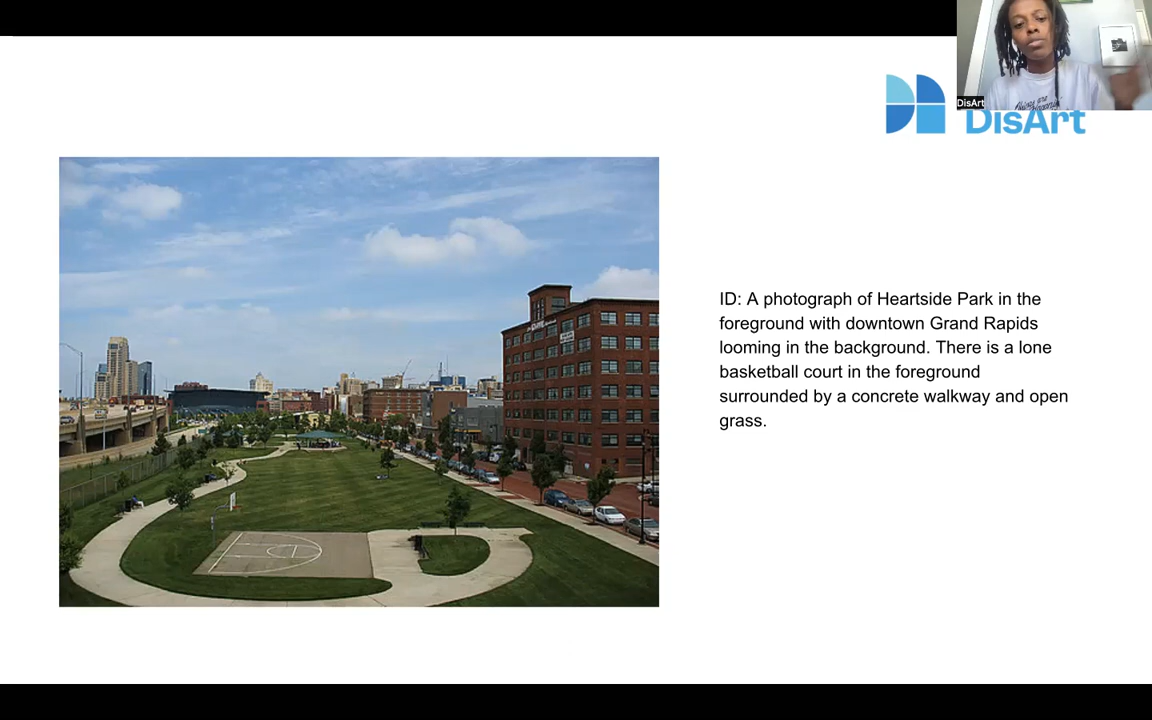 DisArt
DisArt
ID: A photograph of Heartside Park in the
foreground with downtown Grand Rapids
looming in the background. There is a lone
basketball court in the foreground
surrounded by a concrete walkway and open
grass.